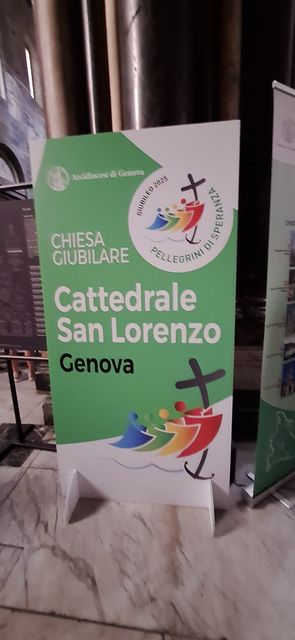 Arcidiocesi di Genova
GIUBILEO 2025
PELLEGRINI DI SPERANZA
CHIESA
GIUBILARE
Cattedrale
San Lorenzo
Genova